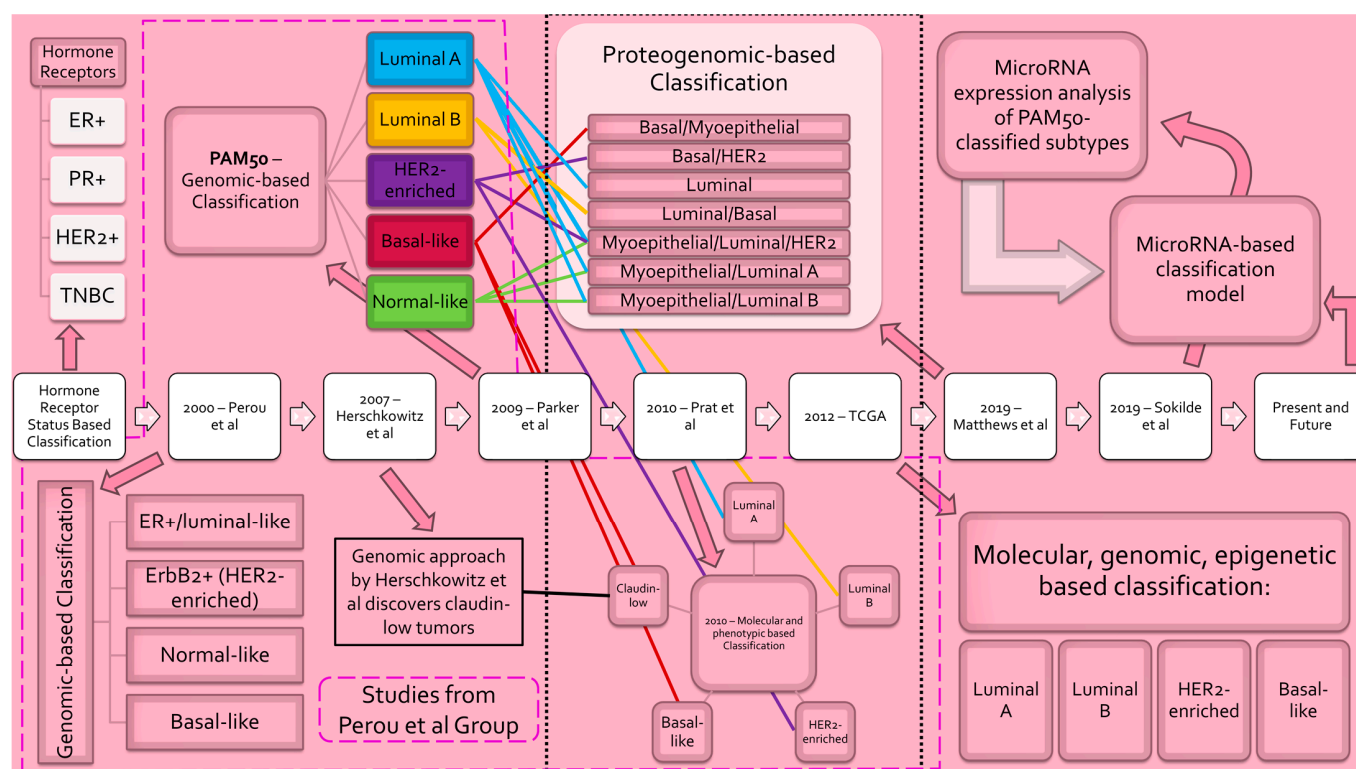 Hormone
Receptors
ER+
PR+
HER2+
TNBC
PAM50 –
Genomic-based
Classification
Luminal A
Luminal B
HER2-
enriched
Basal-like
Normal-like
Proteogenomic-based
Classification
Basal/Myoepithelial
Basal/HER2
Luminal
Luminal/Basal
Myoepithelial/Luminal/HER2
Myoepithelial/Luminal A
Myoepithelial/Luminal B
MicroRNA
expression analysis
of PAM50-
classified subtypes
MicroRNA-based
classification
model
Hormone
Receptor
Status Based
Classification
2000 – Perou
et al
2007 –
Herschkowitz
et al
2009 – Parker
et al
2010 – Prat et
al
2012 – TCGA
2019 –
Matthews et al
2019 – Sokilde
et al
Present and
Future
Genomic-based Classification
ER+/luminal-like
ErbB2+ (HER2-
enriched)
Normal-like
Basal-like
Genomic approach
by Herschkowitz et
al discovers claudin-
low tumors
Studies from
Perou et al Group
Luminal
A
Claudin-
low
Luminal
B
2010 – Molecular and
phenotypic based
Classification
Basal-
like
HER2-
enriched
Molecular, genomic, epigenetic
based classification:
Luminal
A
Luminal
B
HER2-
enriched
Basal-
like